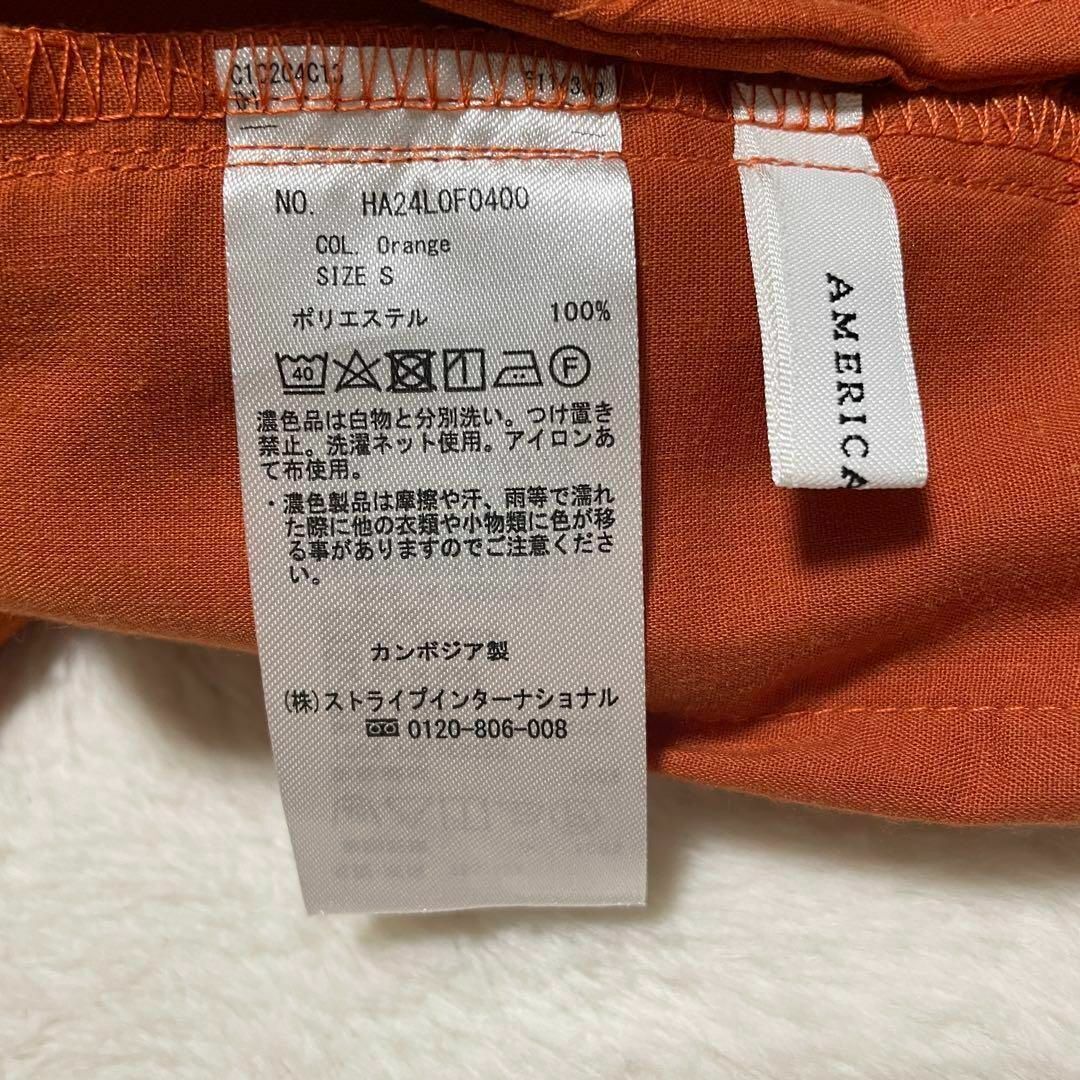 C1C2C4C13
NO. HA24L0F0400
COL. Orange
SIZE S
ポリエステル 100%
40 F
濃色品は白物と分別洗い。つけ置き
禁止。洗濯ネット使用。アイロンあ
て布使用。
・濃色製品は摩擦や汗、雨等で濡れ
た際に他の衣類や小物類に色が移
る事がありますのでご注意くださ
い。
カンボジア製
(株)ストライプインターナショナル
0120-806-008
AMERICA